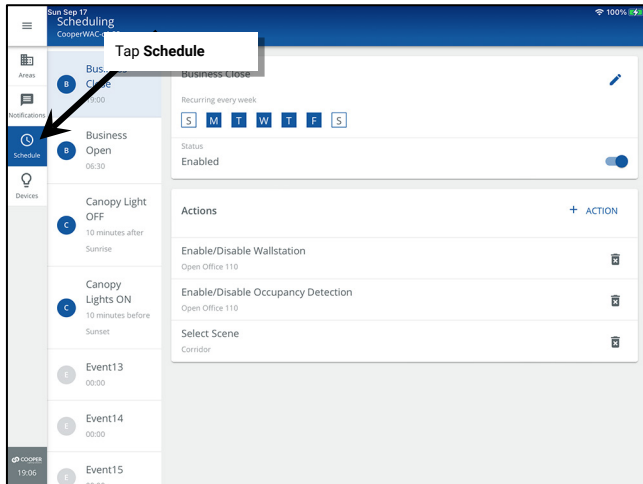 Sun Sep 17
100%
Scheduling
Tap Schedule
Areas
Notifications
Schedule
Devices
COOPER
19:06
B
Close
19:00
B
Business
Open
06:30
C
Canopy Light
OFF
10 minutes after
Sunrise
C
Canopy
Lights ON
10 minutes before
Sunset
E
Event13
00:00
E
Event14
00:00
E
Event15
Business Close
Recurring every week
S M T W T F S
Status
Enabled
Actions
+ ACTION
Enable/Disable Wallstation
Open Office 110
Enable/Disable Occupancy Detection
Open Office 110
Select Scene
Corridor